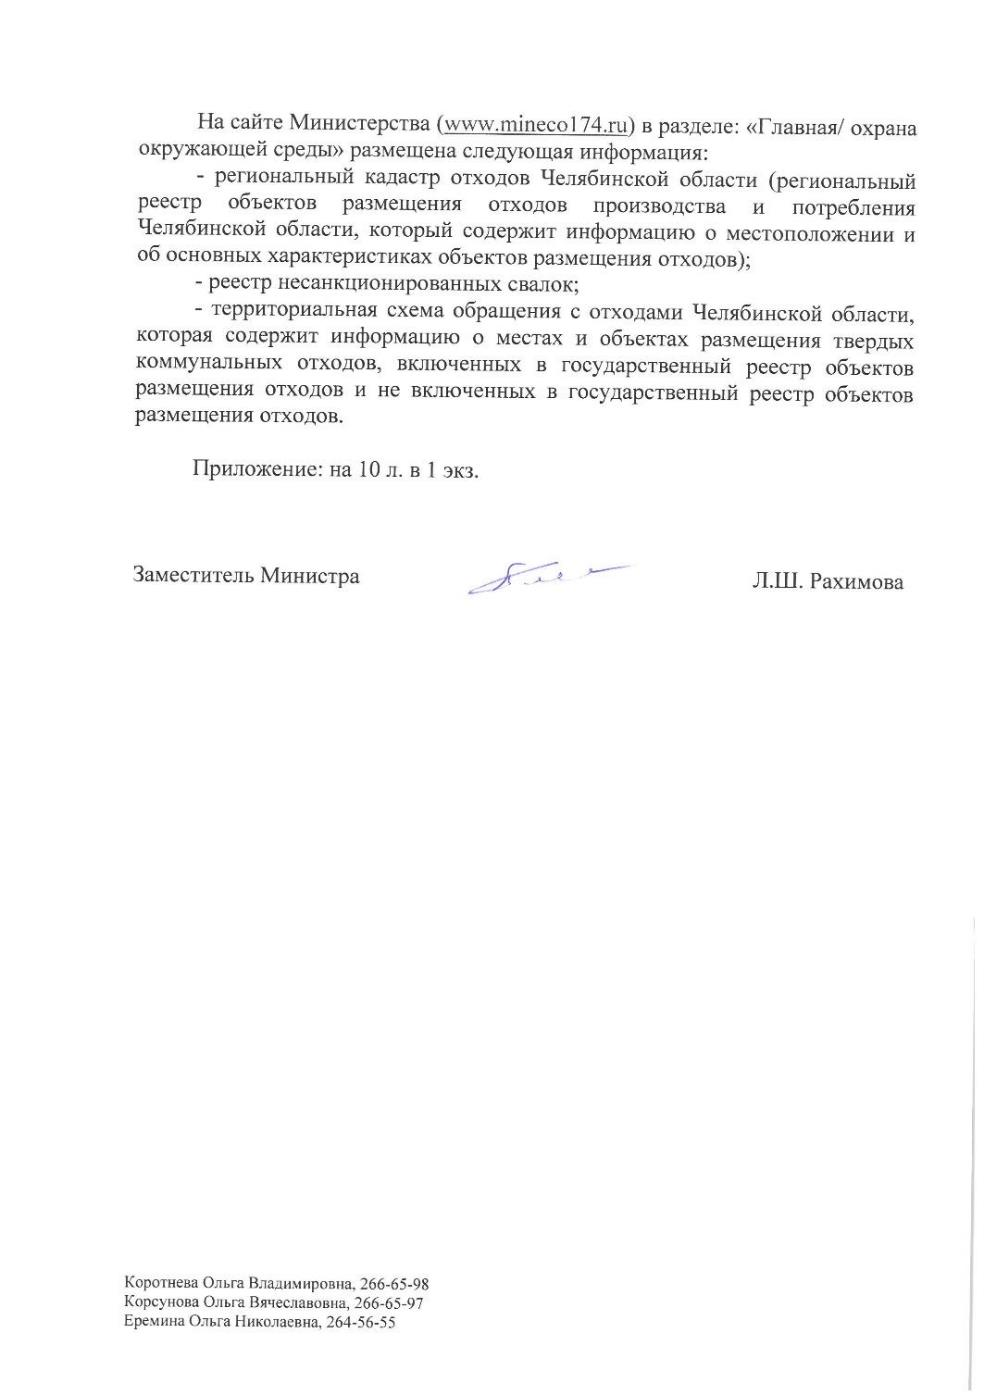 На сайте Министерства (www.mineco174.ru) в разделе: «Главная/ охрана
окружающей среды» размещена следующая информация:
- региональный кадастр отходов Челябинской области (региональный
реестр объектов размещения отходов производства и потребления
Челябинской области, который содержит информацию о местоположении и
об основных характеристиках объектов размещения отходов);
- реестр несанкционированных свалок;
- территориальная схема обращения с отходами Челябинской области,
которая содержит информацию о местах и объектах размещения твердых
коммунальных отходов, включенных в государственный реестр объектов
размещения отходов и не включенных в государственный реестр объектов
размещения отходов.
Приложение: на 10 л. в 1 экз.
Заместитель Министра
Л.Ш. Рахимова
Коротнева Ольга Владимировна, 266-65-98
Корсунова Ольга Вячеславовна, 266-65-97
Еремина Ольга Николаевна, 264-56-55